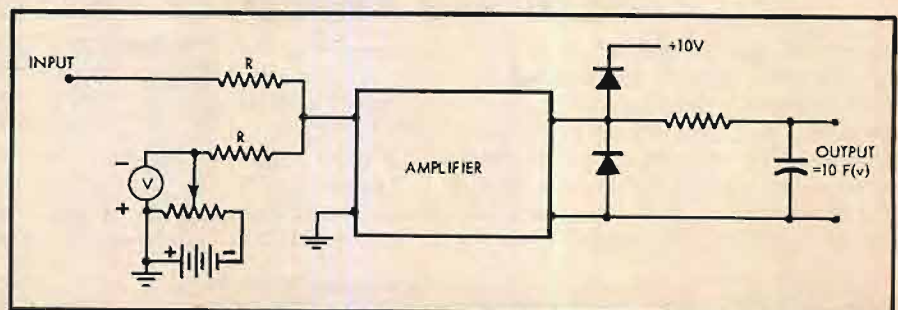 +10V
INPUT
R
R
-
V
+
AMPLIFIER
OUTPUT
=10 F(v)
+
-